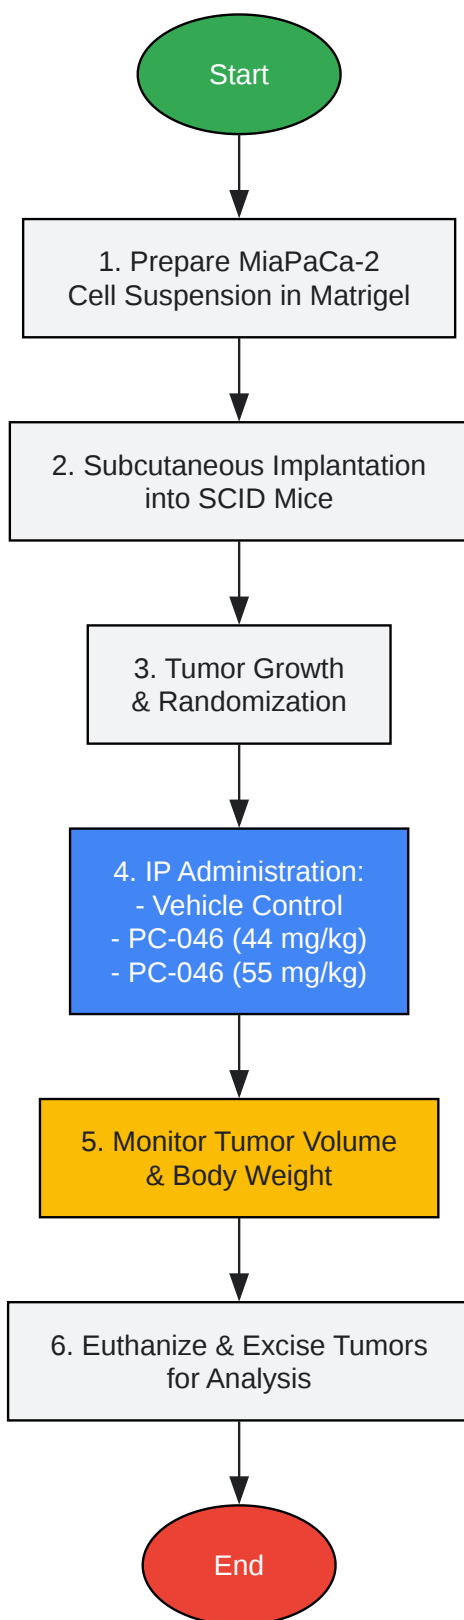 Start
1. Prepare MiaPaCa-2
Cell Suspension in Matrigel
2. Subcutaneous Implantation
into SCID Mice
3. Tumor Growth
& Randomization
4. IP Administration:
- Vehicle Control
- PC-046 (44 mg/kg)
- PC-046 (55 mg/kg)
5. Monitor Tumor Volume
& Body Weight
6. Euthanize & Excise Tumors
for Analysis
End